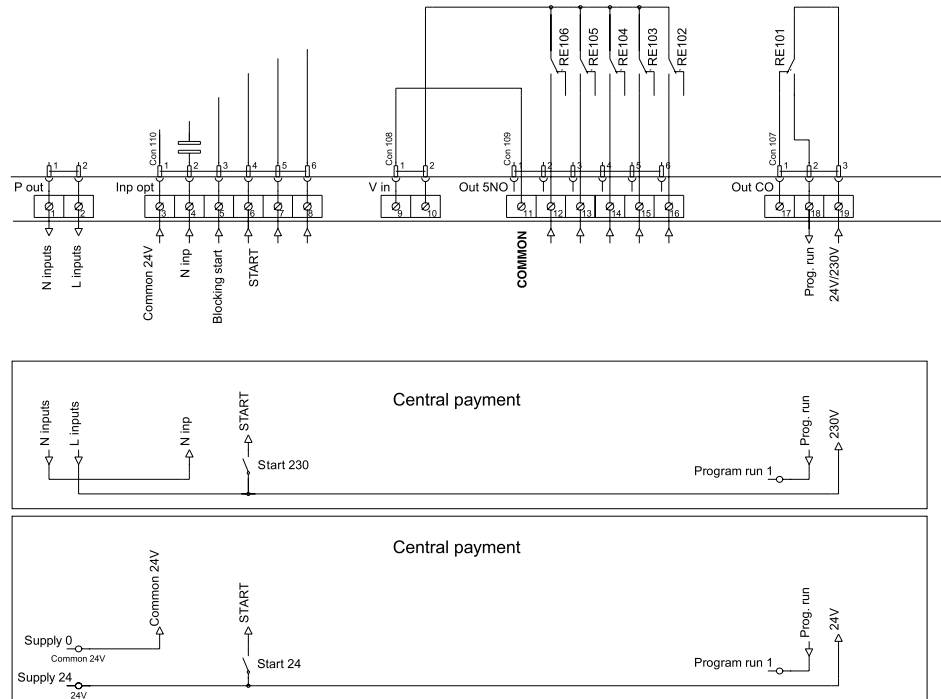 RE106
RE105
RE104
RE103
RE102
RE101
Con 110
Con 108
Con 109
Con 107
1 2
1 2 3 4 5 6
1 2
1 2 3 4 5 6
1 2 3
P out
Inp opt
V in
Out 5NO
Out CO
1 2
3 4 5 6 7 8
9 10
11 12 13 14 15 16
17 18 19
N inputs
L inputs
Common 24V
N inp
Blocking start
START
COMMON
Prog. run
24V/230V
Central payment
N inputs
L inputs
N inp
START
Start 230
Prog. run
230V
Program run 1
Central payment
Common 24V
START
Prog. run
24V
Supply 0
Common 24V
Start 24
Program run 1
Supply 24
24V